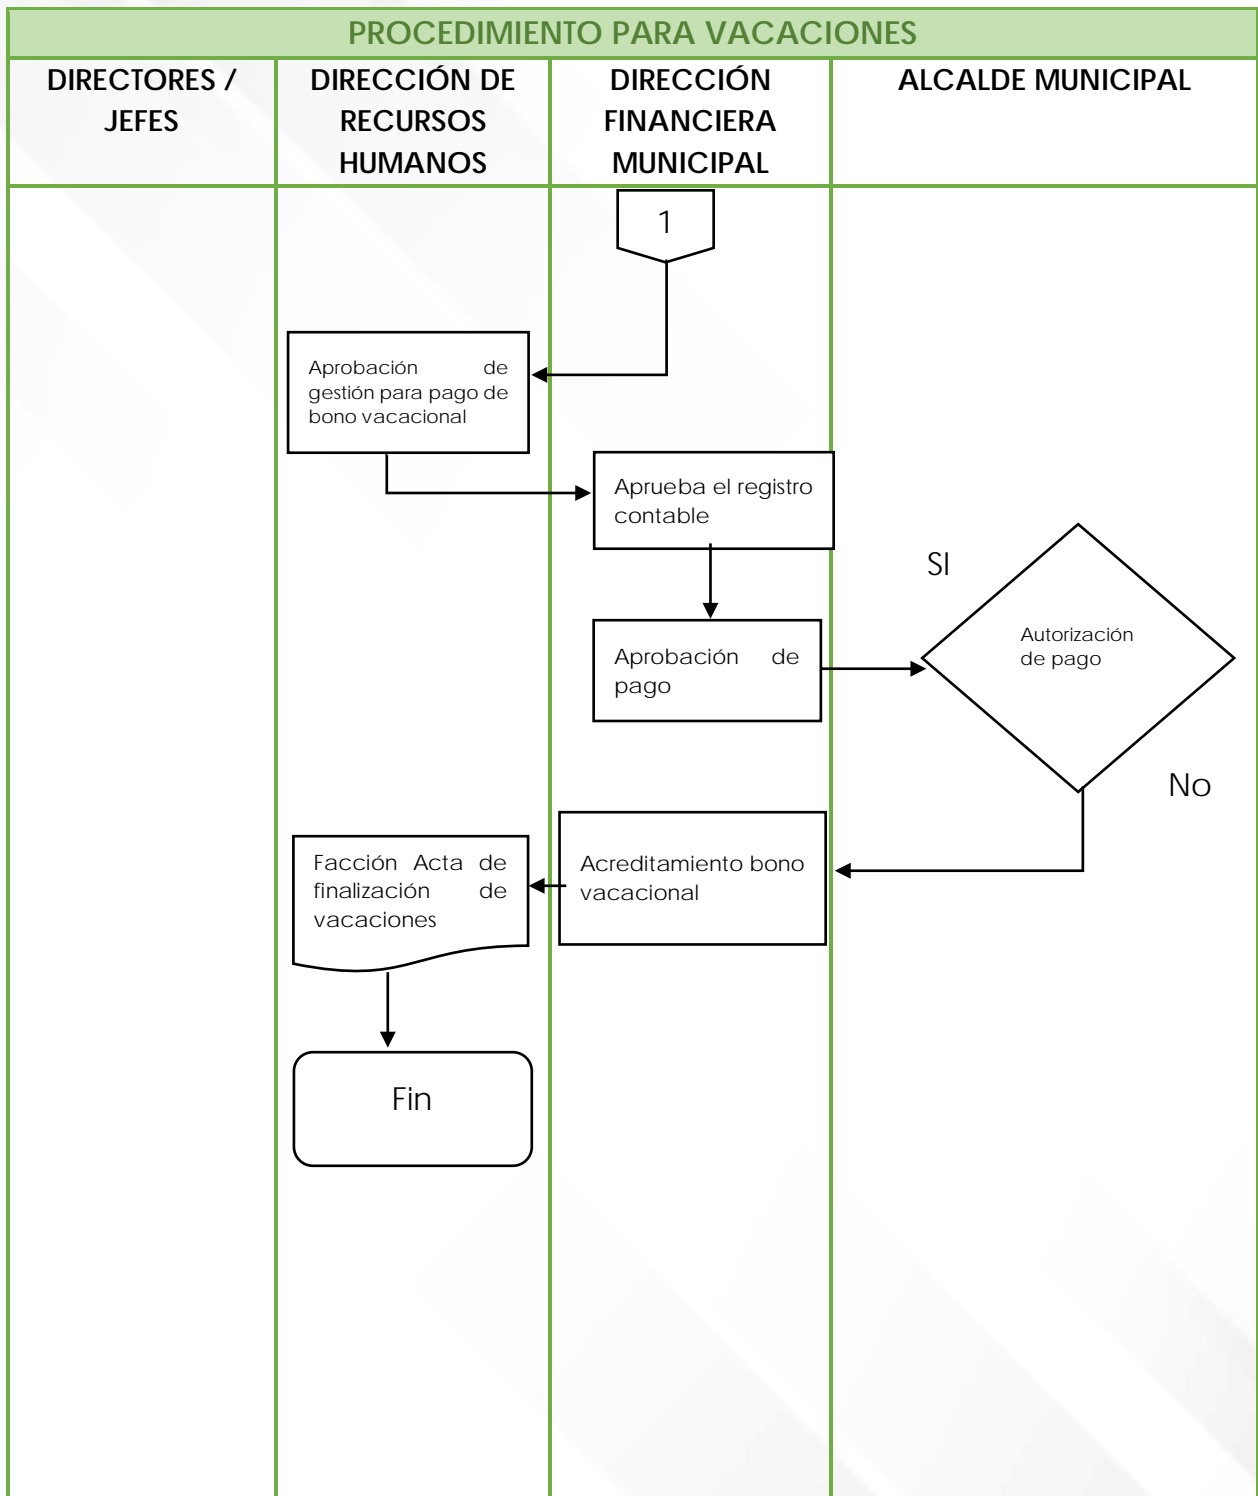 PROCEDIMIENTO PARA VACACIONES
DIRECTORES /
JEFES
DIRECCIÓN DE
RECURSOS
HUMANOS
DIRECCIÓN
FINANCIERA
MUNICIPAL
ALCALDE MUNICIPAL
1
Aprobación de
gestión para pago de
bono vacacional
Aprueba el registro
contable
SI
Autorización
de pago
Aprobación de
pago
No
Acreditamiento bono
vacacional
Facción Acta de
finalización de
vacaciones
Fin